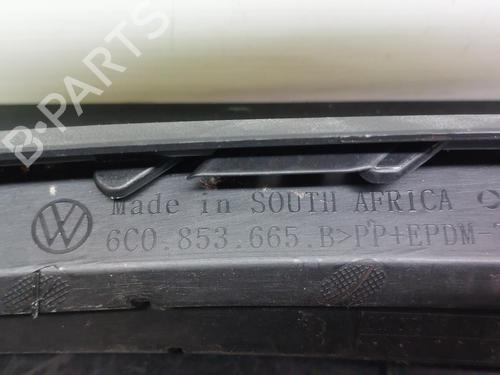 B-PARTS
Made in SOUTH AFRICA
6C0.853.665.B>PP+EPDM-